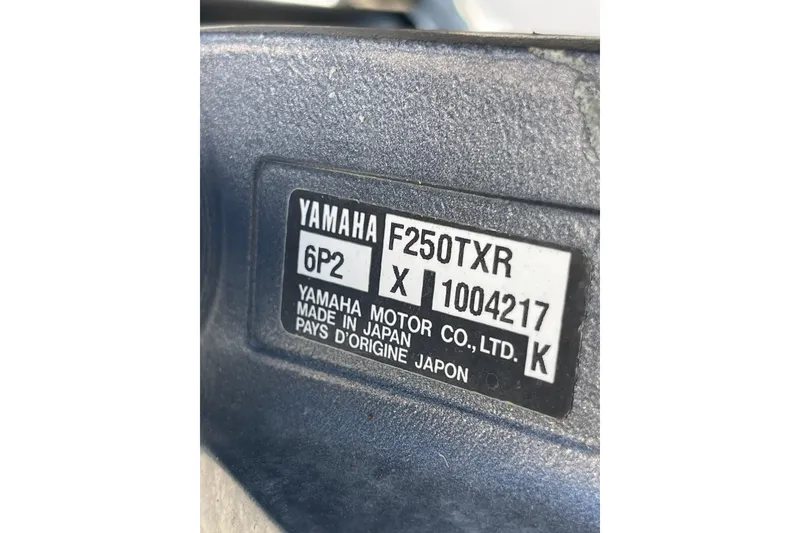 YAMAHA F250TXR
6P2 X 1004217
YAMAHA MOTOR CO.,LTD.
MADE IN JAPAN
PAYS D'ORIGINE JAPON
K